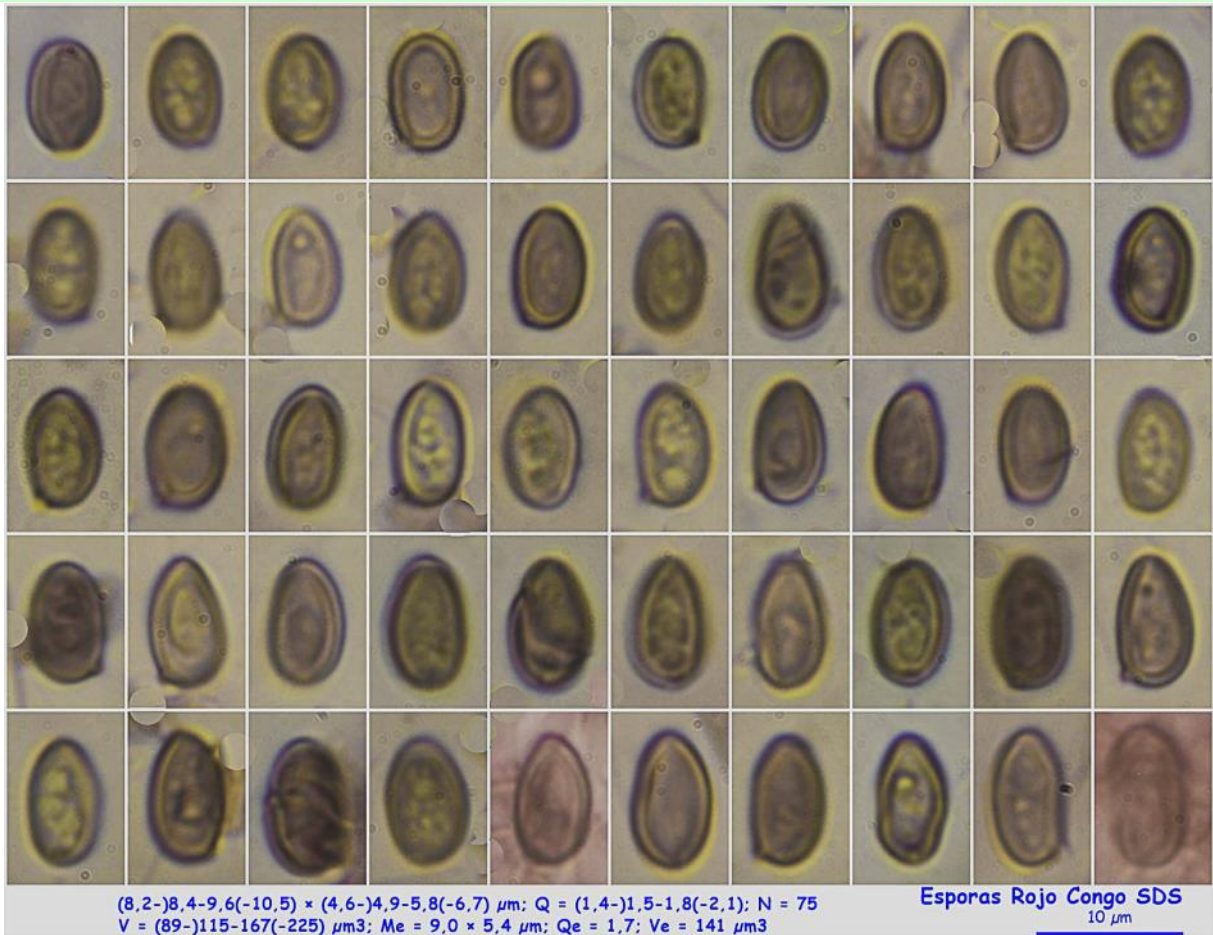 (8,2-)8,4-9,6(-10,5) × (4,6-)4,9-5,8(-6,7) µm; Q = (1,4-)1,5-1,8(-2,1); N = 75
V = (89-)115-167(-225) µm3; Me = 9,0 × 5,4 µm; Qe = 1,7; Ve = 141 µm3
Esporas Rojo Congo SDS
10 µm